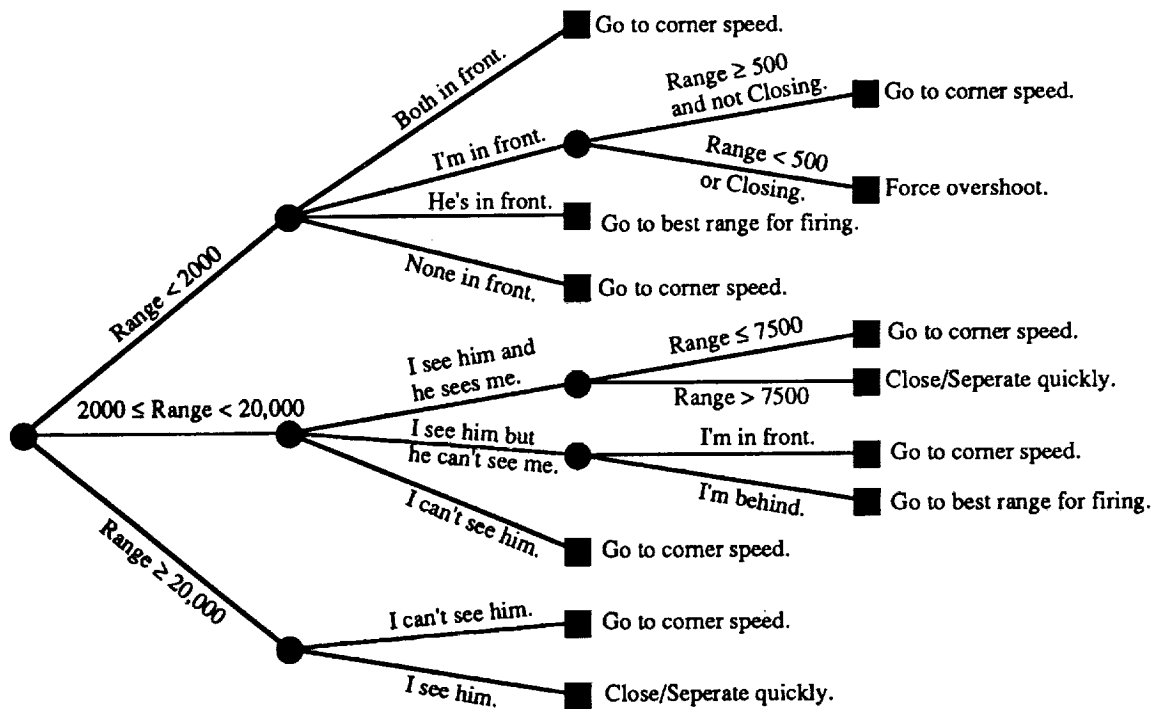 Go to corner speed.
Both in front.
Range ≥ 500
and not Closing.
Go to corner speed.
I'm in front.
Range < 500
or Closing.
Force overshoot.
He's in front.
Go to best range for firing.
None in front.
Go to corner speed.
Range < 2000
I see him and
he sees me.
Range ≤ 7500
Go to corner speed.
Range > 7500
Close/Seperate quickly.
2000 ≤ Range < 20,000
I see him but
he can't see me.
I'm in front.
Go to corner speed.
I'm behind.
Go to best range for firing.
I can't see him.
Go to corner speed.
Range ≥ 20,000
I can't see him.
Go to corner speed.
I see him.
Close/Seperate quickly.